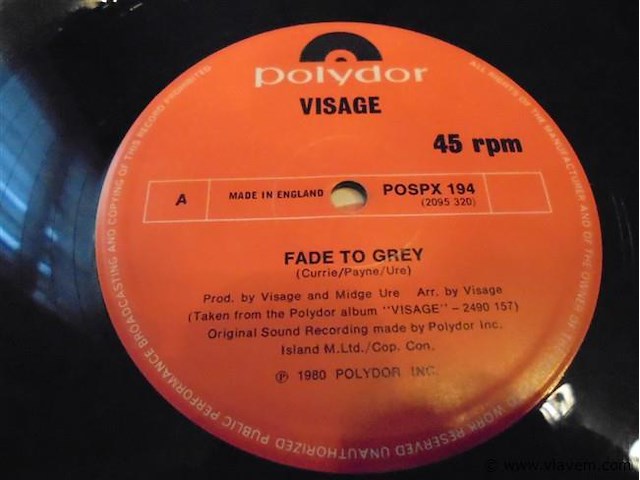 polydor
VISAGE
45 rpm
A
MADE IN ENGLAND
POSPX 194
(2095 320)
FADE TO GREY
(Currie/Payne/Ure)
Prod. by Visage and Midge Ure Arr. by Visage
(Taken from the Polydor album "VISAGE" – 2490 157)
Original Sound Recording made by Polydor Inc.
Island M.Ltd./Cop. Con.
℗ 1980 POLYDOR INC.
ALL RIGHTS OF THE MANUFACTURER AND OF THE OWNER OF
WORK RESERVED UNAUTHORIZED PUBLIC PERFORMANCE BROADCASTING AND COPYING OF THIS RECORD PROHIBITED
© www.vlavem.com